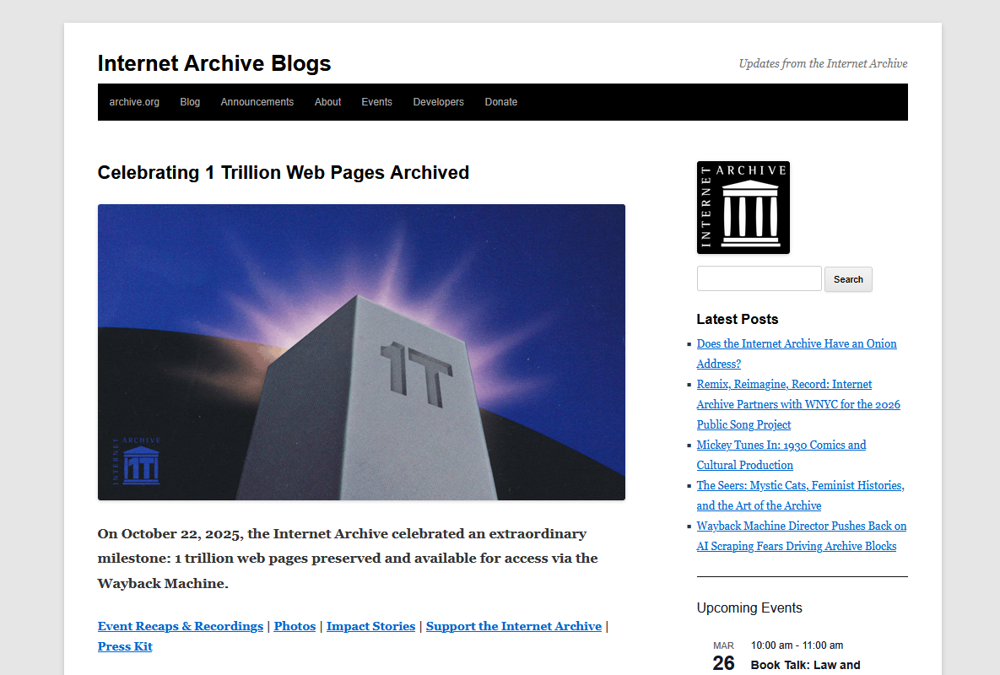 Internet Archive Blogs
Updates from the Internet Archive
archive.org Blog Announcements About Events Developers Donate
Celebrating 1 Trillion Web Pages Archived
1T
INTERNET ARCHIVE
1T
On October 22, 2025, the Internet Archive celebrated an extraordinary
milestone: 1 trillion web pages preserved and available for access via the
Wayback Machine.
Event Recaps & Recordings | Photos | Impact Stories | Support the Internet Archive |
Press Kit
INTERNET ARCHIVE
Search
Latest Posts
Does the Internet Archive Have an Onion
Address?
Remix, Reimagine, Record: Internet
Archive Partners with WNYC for the 2026
Public Song Project
Mickey Tunes In: 1930 Comics and
Cultural Production
The Seers: Mystic Cats, Feminist Histories,
and the Art of the Archive
Wayback Machine Director Pushes Back on
AI Scraping Fears Driving Archive Blocks
Upcoming Events
MAR
26
10:00 am - 11:00 am
Book Talk: Law and